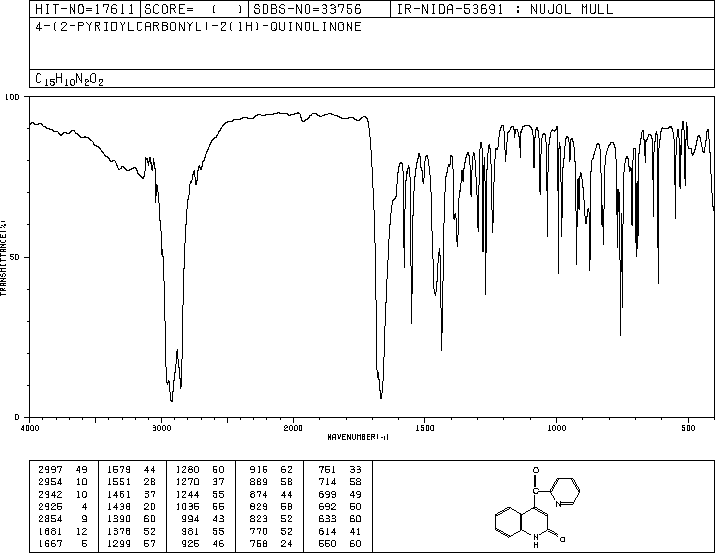 HIT-NO=17611 SCORE= ( ) SDBS-NO=33756 IR-NIDA-53691 : NUJOL MULL
4-(2-PYRIDYLCARBONYL)-2(1H)-QUINOLINONE
C15H10N2O2
100
50
0
TRANSMITTANCE(%)
4000 3000 2000 1500 1000 500
WAVENUMBER(-1)
2997 49 1579 44 1280 50 916 62 751 33
2954 10 1551 28 1270 37 889 58 714 58
2942 10 1461 37 1244 55 874 44 699 49
2925 4 1438 20 1035 55 829 58 692 50
2854 9 1390 60 994 43 823 52 633 60
1681 12 1378 52 981 55 770 52 614 41
1667 5 1299 57 925 46 758 24 550 60
O
C
N
N
H
O